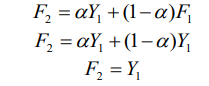 F₂ = αY₁ + (1 − α)F₁
F₂ = αY₁ + (1 − α)Y₁
F₂ = Y₁